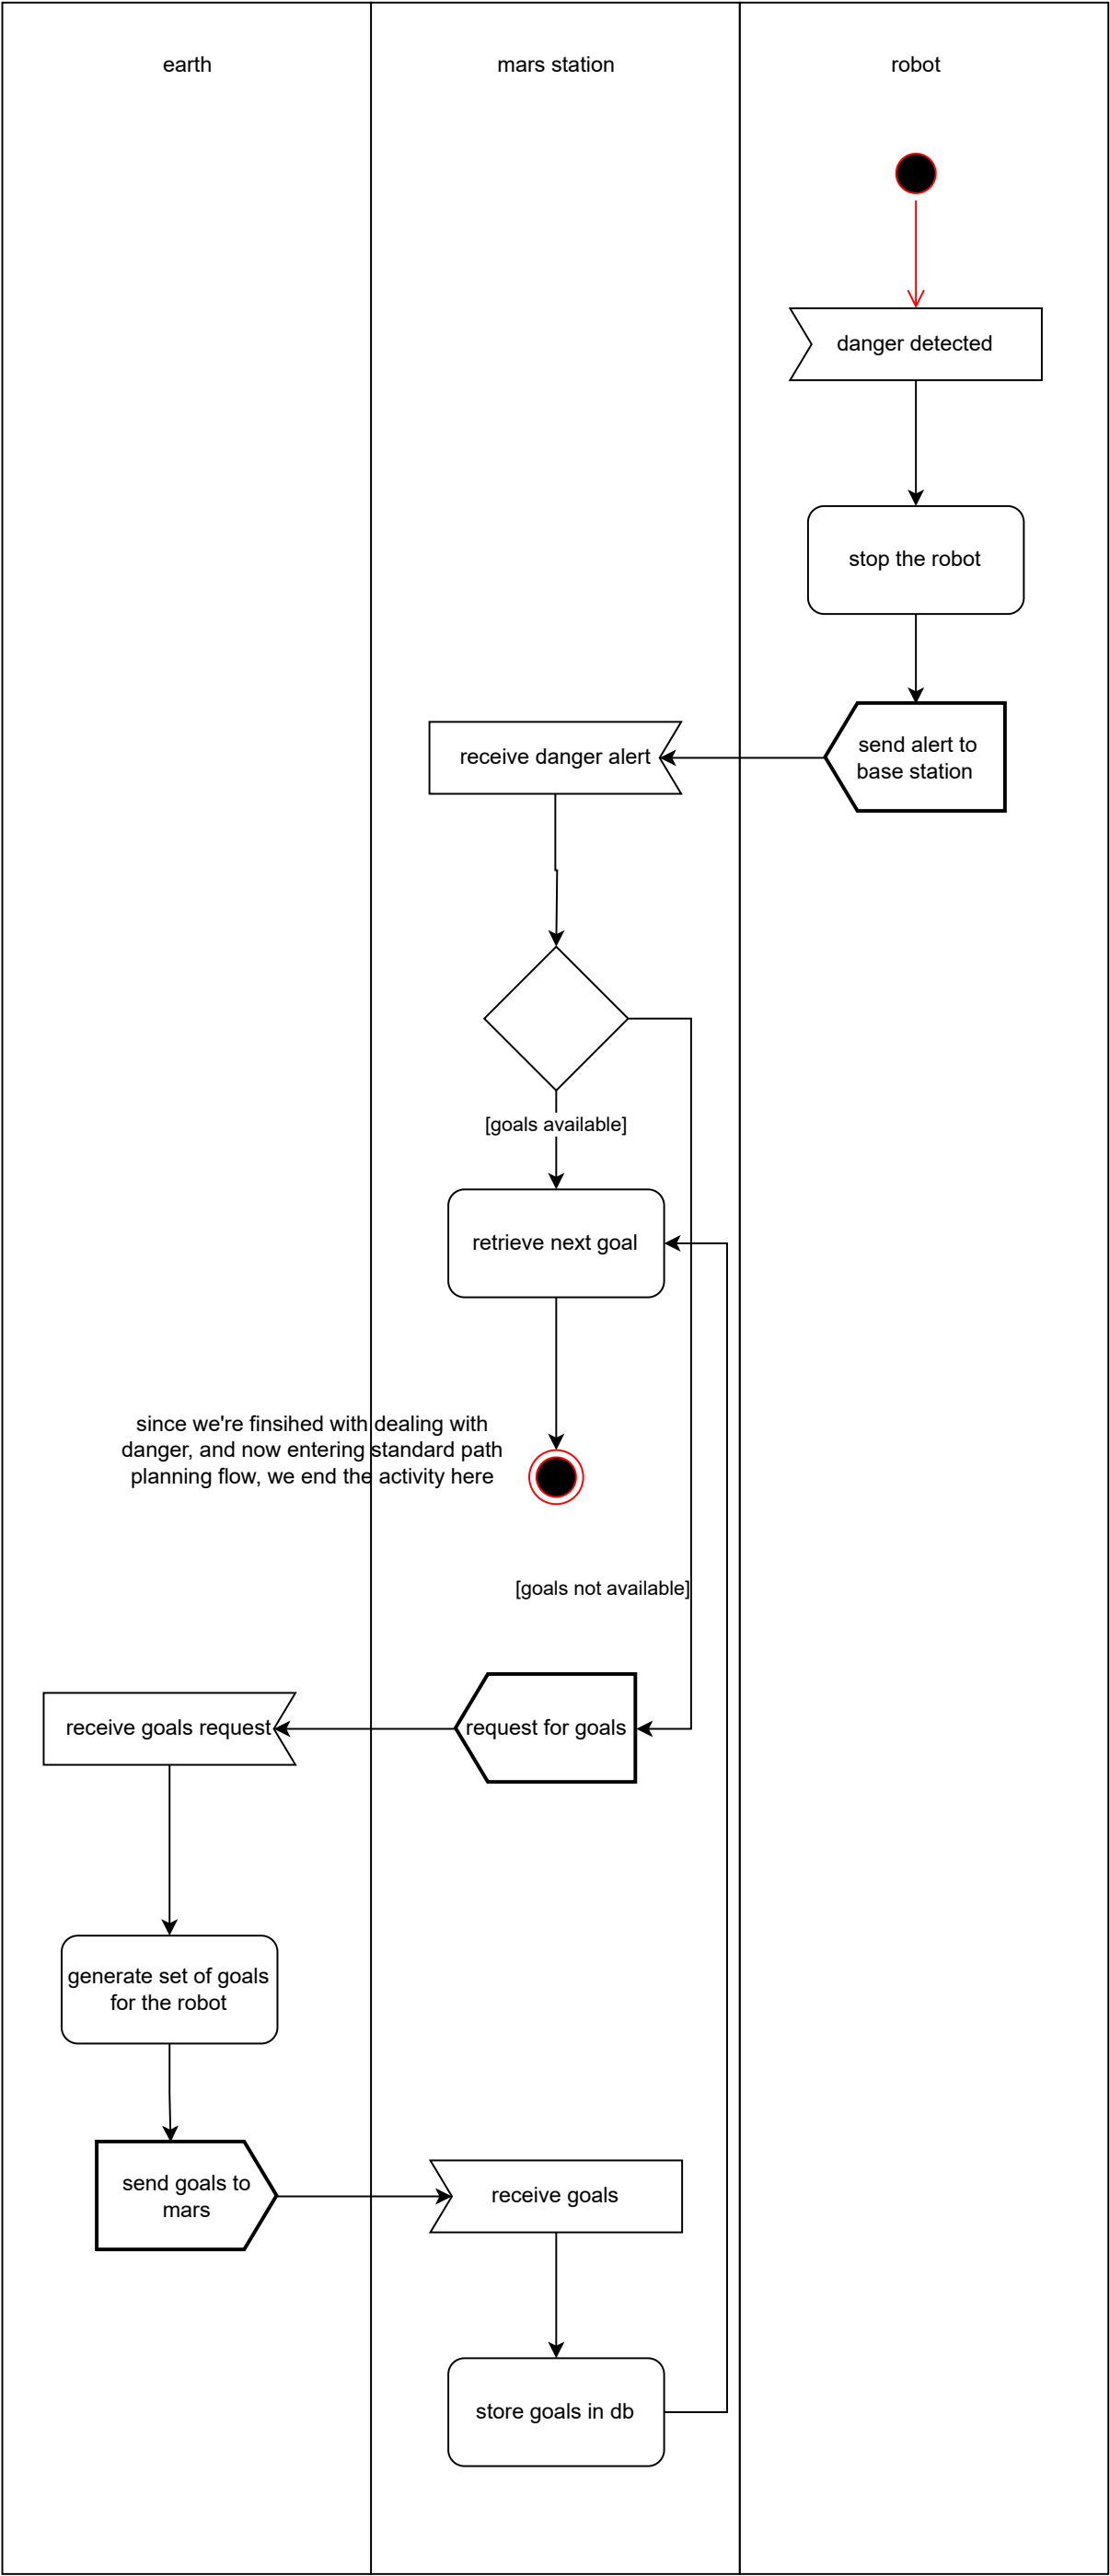 earth
mars station
robot
danger detected
stop the robot
send alert to
base station
receive danger alert
[goals available]
retrieve next goal
since we're finsihed with dealing with
danger, and now entering standard path
planning flow, we end the activity here
[goals not available]
request for goals
receive goals request
generate set of goals
for the robot
send goals to
mars
receive goals
store goals in db